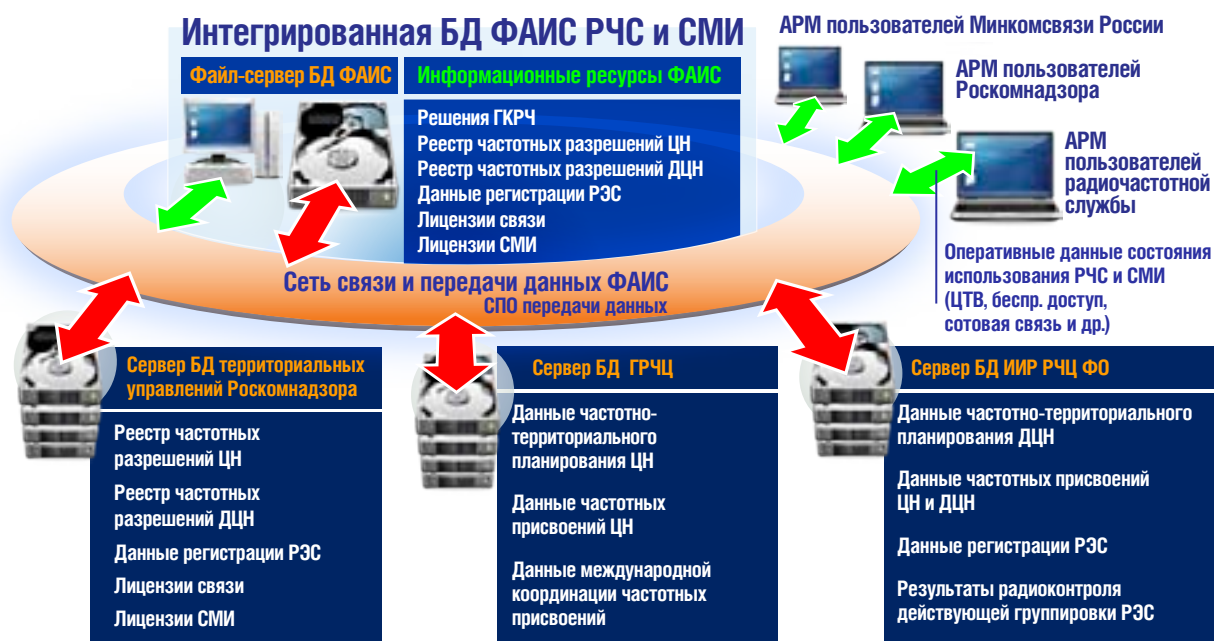 Интегрированная БД ФАИС РЧС и СМИ
Файл-сервер БД ФАИС
Информационные ресурсы ФАИС
Решения ГКРЧ
Реестр частотных разрешений ЦН
Реестр частотных разрешений ДЦН
Данные регистрации РЭС
Лицензии связи
Лицензии СМИ
АРМ пользователей Минкомсвязи России
АРМ пользователей
Роскомнадзора
АРМ
пользователей
радиочастотной
службы
Оперативные данные состояния
использования РЧС и СМИ
(ЦТВ, беспр. доступ,
сотовая связь и др.)
Сеть связи и передачи данных ФАИС
СПО передачи данных
Сервер БД территориальных
управлений Роскомнадзора
Реестр частотных
разрешений ЦН
Реестр частотных
разрешений ДЦН
Данные регистрации РЭС
Лицензии связи
Лицензии СМИ
Сервер БД ГРЧЦ
Данные частотно-
территориального
планирования ЦН
Данные частотных
присвоений ЦН
Данные международной
координации частотных
присвоений
Сервер БД ИИР РЧЦ ФО
Данные частотно-территориального
планирования ДЦН
Данные частотных присвоений
ЦН и ДЦН
Данные регистрации РЭС
Результаты радиоконтроля
действующей группировки РЭС